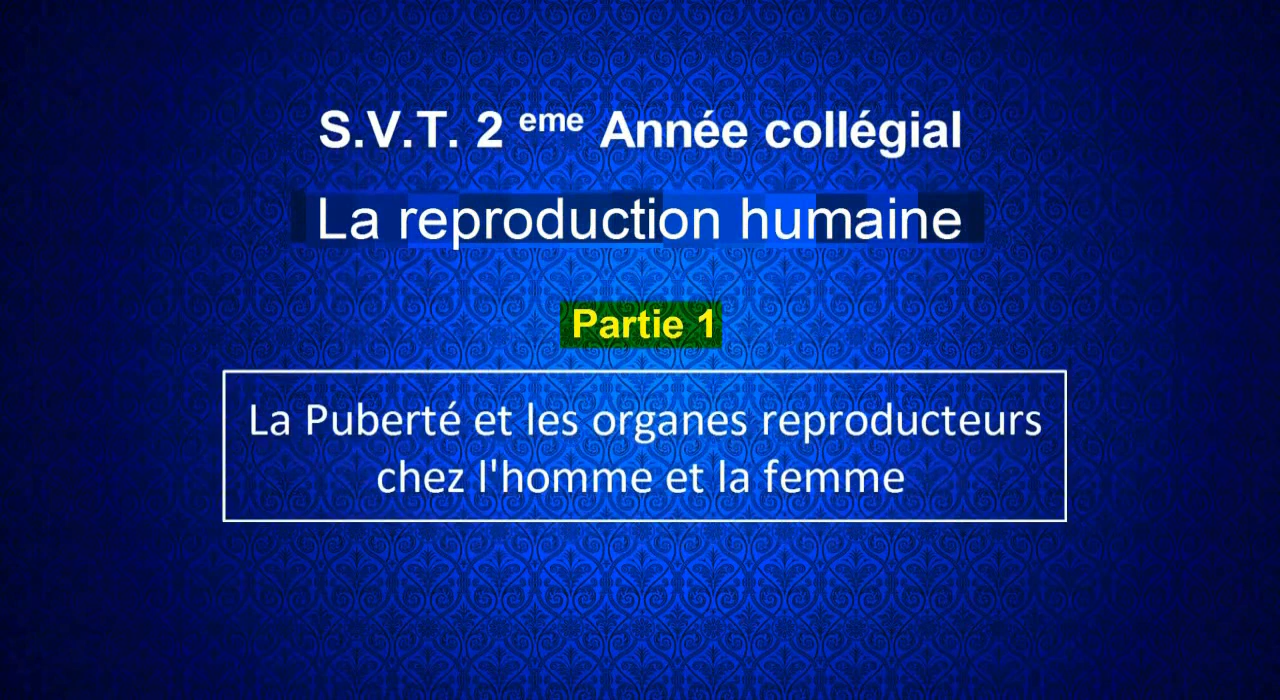 S.V.T. 2 eme Année collégial
La reproduction humaine
Partie 1
La Puberté et les organes reproducteurs
chez l'homme et la femme